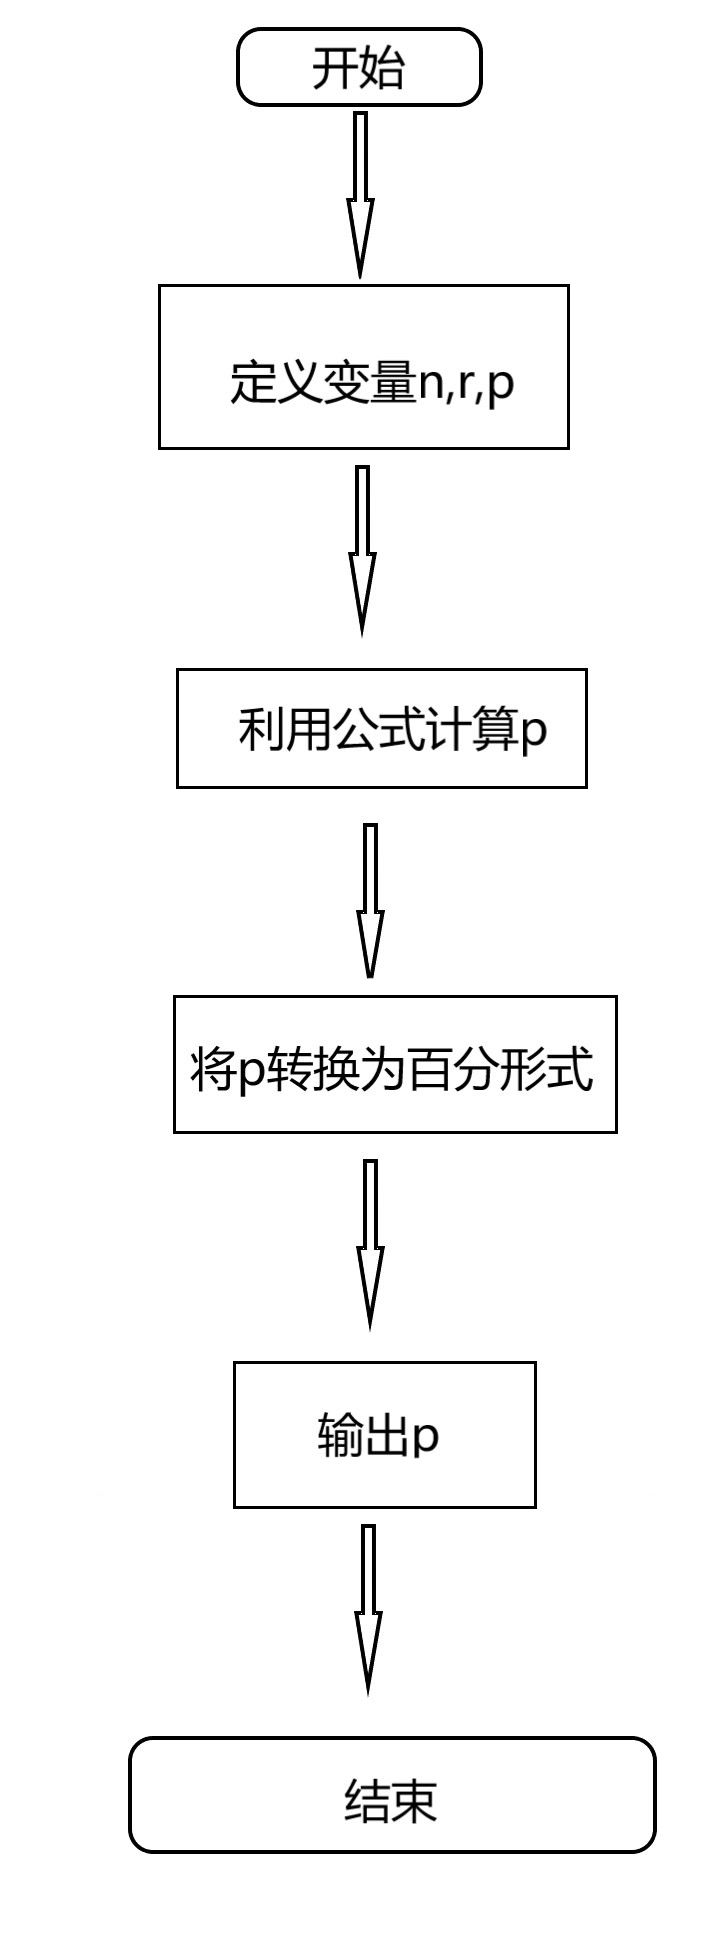 开始
定义变量n,r,p
利用公式计算p
将p转换为百分形式
输出p
结束